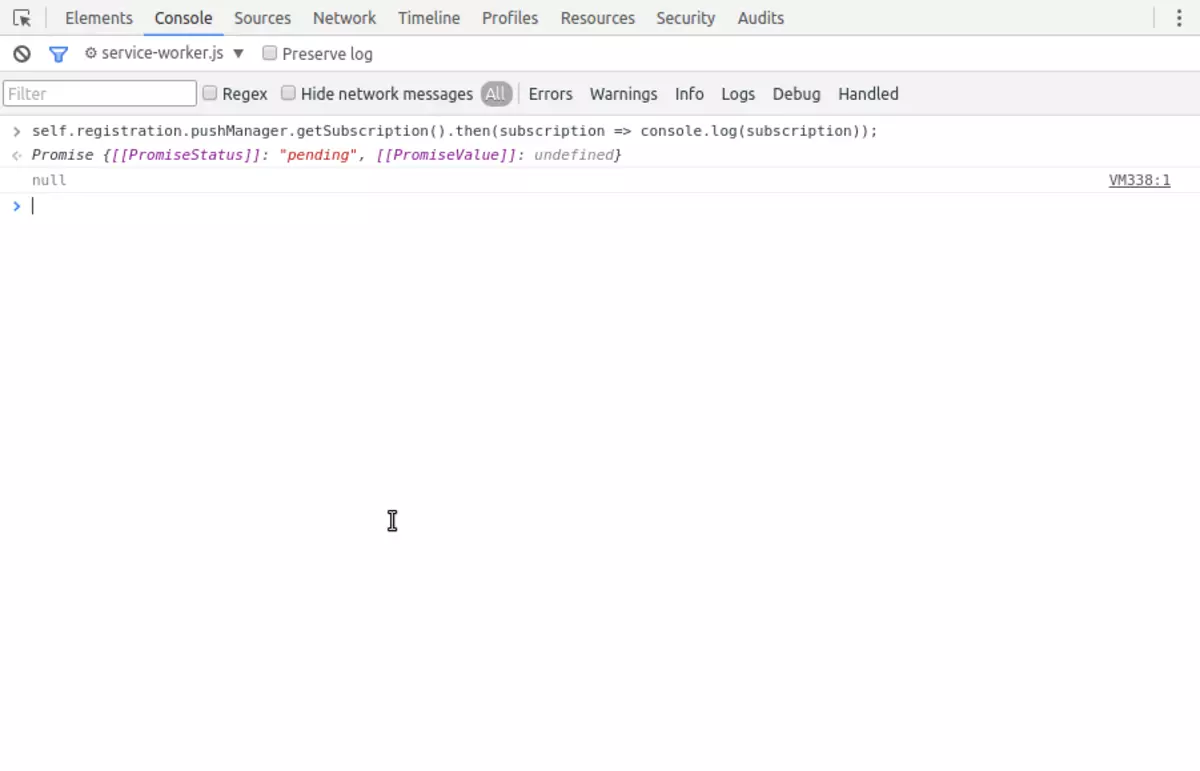 Elements Console Sources Network Timeline Profiles Resources Security Audits
service-worker.js Preserve log
Filter Regex Hide network messages All Errors Warnings Info Logs Debug Handled
self.registration.pushManager.getSubscription().then(subscription => console.log(subscription));
Promise {[[PromiseStatus]]: "pending", [[PromiseValue]]: undefined}
null VM338:1